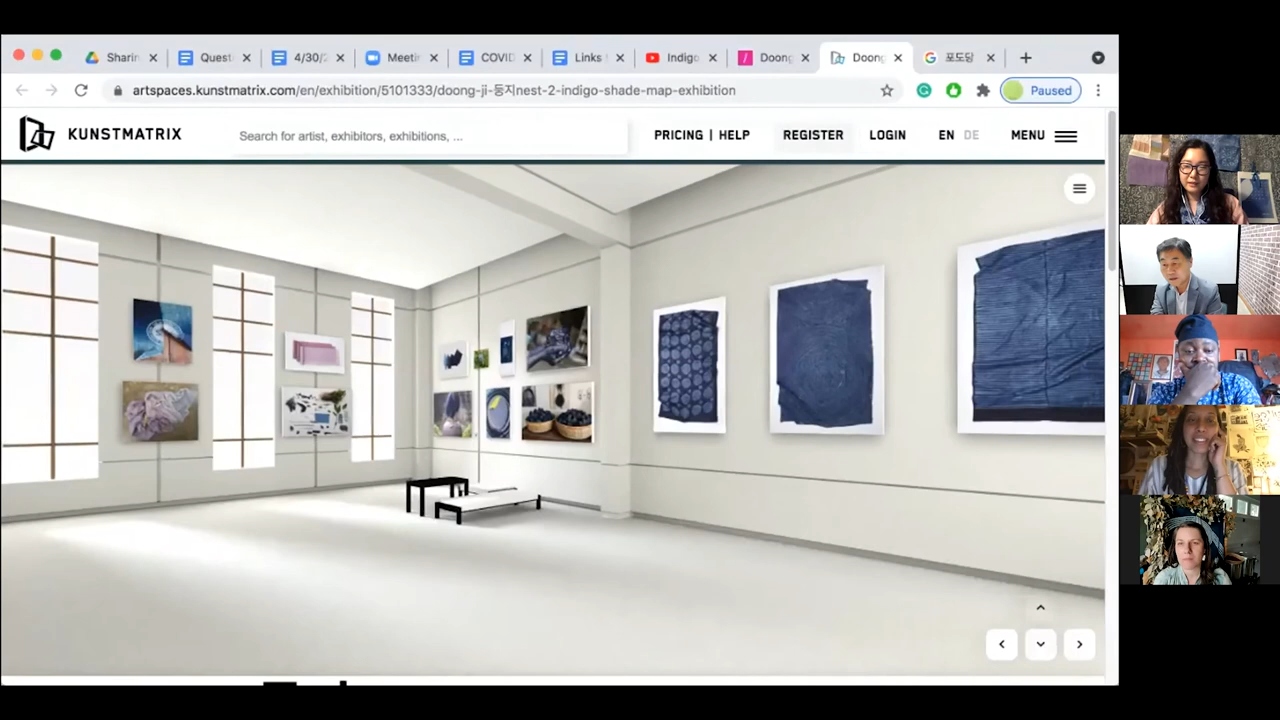 Sharin
Quest
4/30/2
Meetin
COVID
Links
Indigo
Doong
Doong
포도당
artspaces.kunstmatrix.com/en/exhibition/5101333/doong-ji-둥지nest-2-indigo-shade-map-exhibition
Paused
KUNSTMATRIX
Search for artist, exhibitors, exhibitions, ...
PRICING | HELP
REGISTER
LOGIN
EN DE
MENU